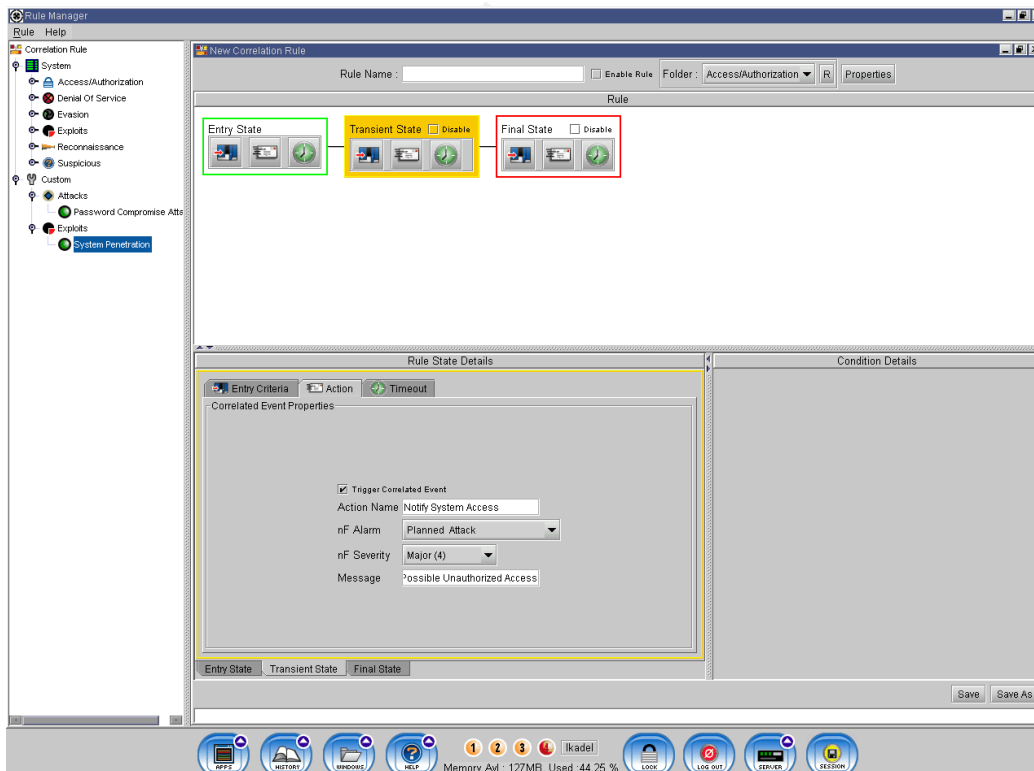 Rule Manager
Rule Help
Correlation Rule
System
Access/Authorization
Denial Of Service
Evasion
Exploits
Reconnaissance
Suspicious
Custom
Attacks
Password Compromise Atta
Exploits
System Penetration
New Correlation Rule
Rule Name :
Enable Rule
Folder :
Access/Authorization
R
Properties
Rule
Entry State
Transient State
Disable
Final State
Disable
Rule State Details
Condition Details
Entry Criteria
Action
Timeout
Correlated Event Properties
Trigger Correlated Event
Action Name Notify System Access
nF Alarm Planned Attack
nF Severity Major (4)
Message Possible Unauthorized Access
Entry State
Transient State
Final State
Save
Save As
1 2 3 4
lkadel
Memory Avl : 127MB Used :44.25 %
APPS
HISTORY
WINDOWS
HELP
LOCK
LOG OUT
SERVER
SESSION